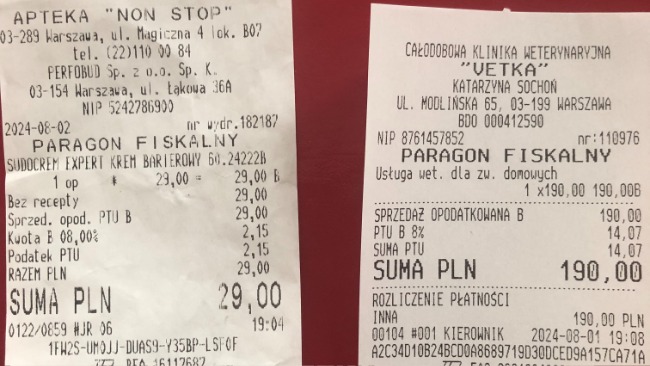 APTEKA "NON STOP"
03-289 Warszawa, ul. Magiczna 4 lok. B07
tel. (22)110 00 84
PERFOBUD Sp. z o.o. Sp. K.
03-154 Warszawa, ul. Łąkowa 36A
NIP 5242786900
2024-08-02 nr wydr.182187
PARAGON FISKALNY
SUDOCREM EXPERT KREM BARIEROWY 60.24222B
1 op * 29,00 = 29,00 B
Bez recepty 29,00
Sprzed. opod. PTU B 29,00
Kwota B 08,00% 2,15
Podatek PTU 2,15
RAZEM PLN 29,00
SUMA PLN 29,00
0122/0859 #JR 06 19:04
1FW2S-UMOJJ-DUAS9-Y35BP-LSFOF
CAŁODOBOWA KLINIKA WETERYNARYJNA
"VETKA"
KATARZYNA SOCHOŃ
UL. MODLIŃSKA 65, 03-199 WARSZAWA
BDO 000412590
NIP 8761457852 nr:110976
PARAGON FISKALNY
Usługa wet. dla zw. domowych
1 x190,00 190,00B
SPRZEDAŻ OPODATKOWANA B 190,00
PTU B 8% 14,07
SUMA PTU 14,07
SUMA PLN 190,00
ROZLICZENIE PŁATNOŚCI
INNA 190,00 PLN
00104 #001 KIEROWNIK 2024-08-01 19:08
A2C34D10B24BCD0A8689719D30DCED9A157CA71A